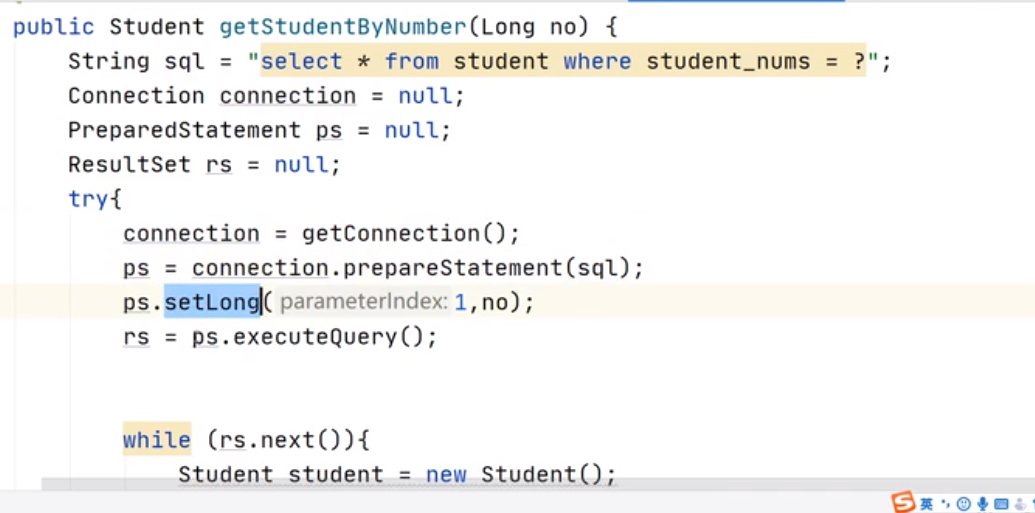 public Student getStudentByNumber(Long no) {
String sql = "select * from student where student_nums = ?";
Connection connection = null;
PreparedStatement ps = null;
ResultSet rs = null;
try{
connection = getConnection();
ps = connection.prepareStatement(sql);
ps.setLong( parameterIndex: 1,no);
rs = ps.executeQuery();
while (rs.next()){
Student student = new Student();
S 英